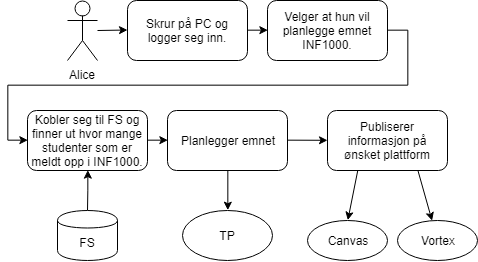 Skrur på PC og
logger seg inn.
Velger at hun vil
planlegge emnet
INF1000.
Alice
Kobler seg til FS og
finner ut hvor mange
studenter som er
meldt opp i INF1000.
Planlegger emnet
Publiserer
informasjon på
ønsket plattform
FS
TP
Canvas
Vortex